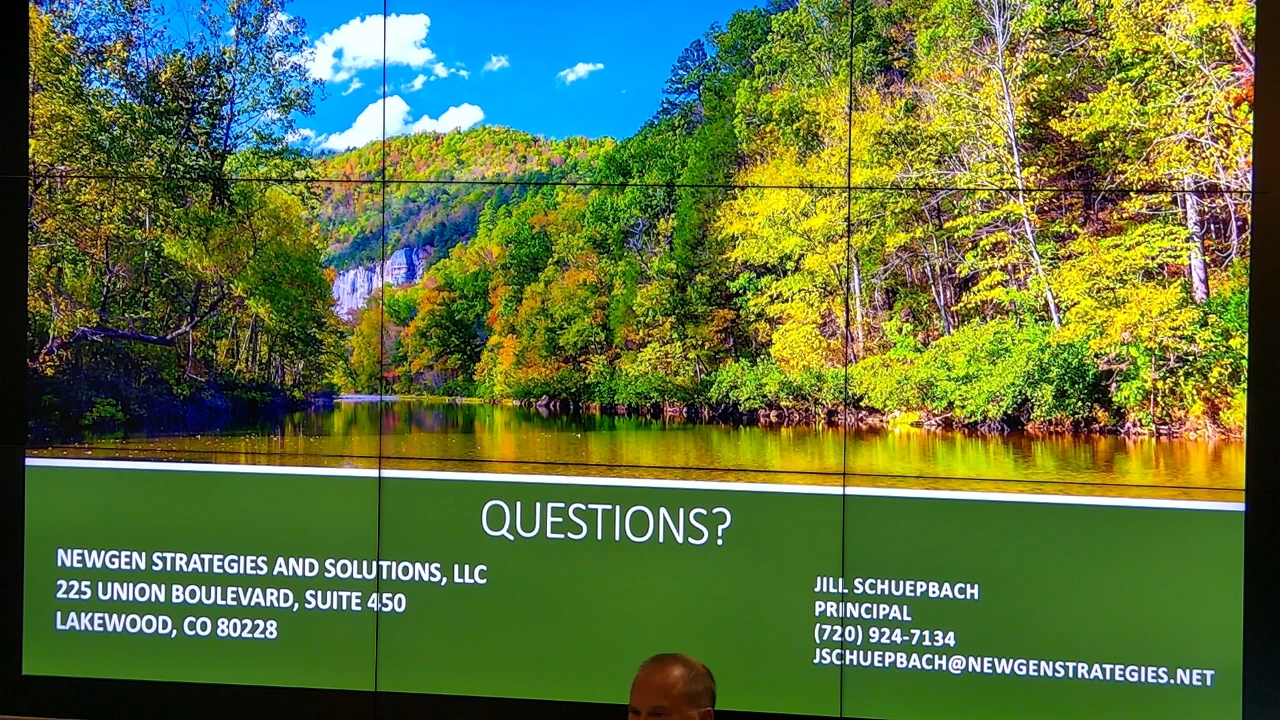 QUESTIONS?
NEWGEN STRATEGIES AND SOLUTIONS, LLC
225 UNION BOULEVARD, SUITE 450
LAKEWOOD, CO 80228
JILL SCHUEPBACH
PRINCIPAL
(720) 924-7134
JSCHUEPBACH@NEWGENSTRATEGIES.NET